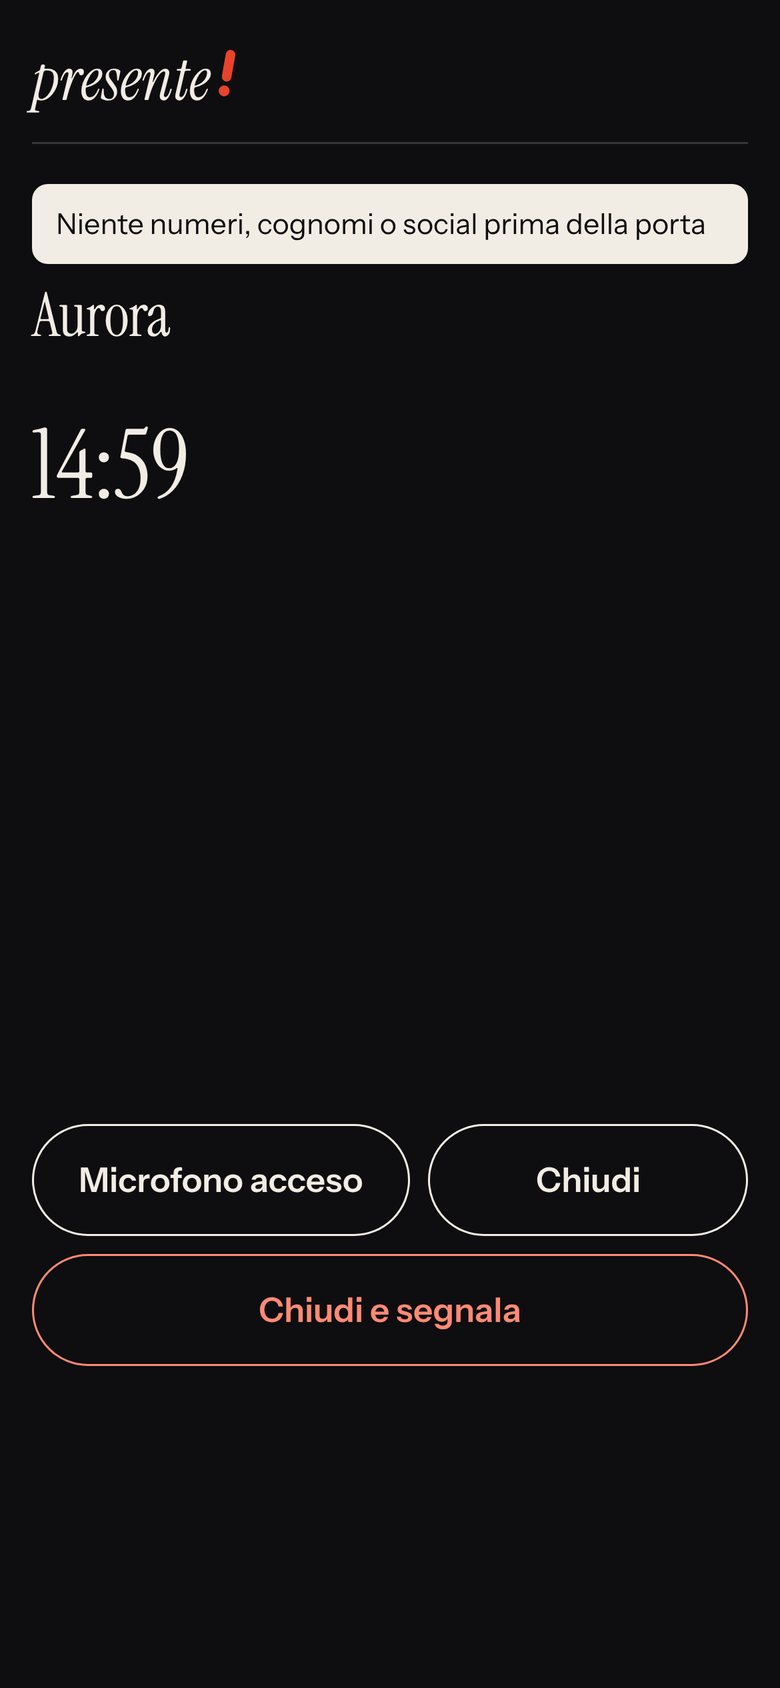 presente!
Niente numeri, cognomi o social prima della porta
Aurora
14:59
Microfono acceso
Chiudi
Chiudi e segnala